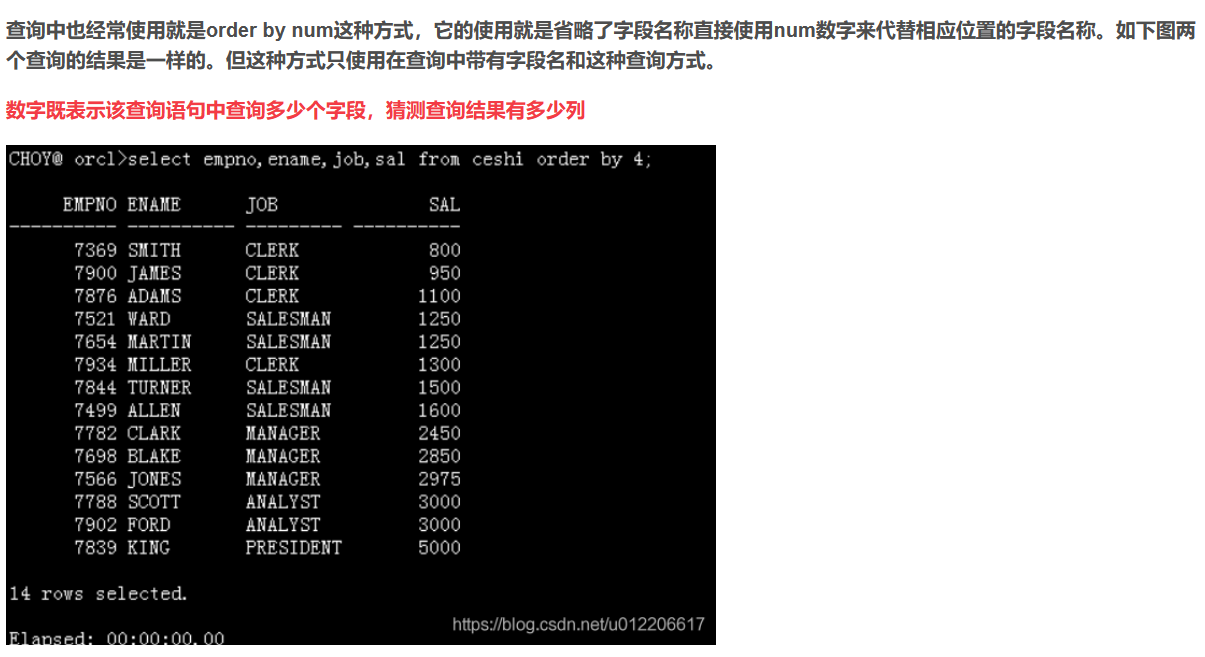 查询中也经常使用就是order by num这种方式，它的使用就是省略了字段名称直接使用num数字来代替相应位置的字段名称。如下图两
个查询的结果是一样的。但这种方式只使用在查询中带有字段名和这种查询方式。
数字既表示该查询语句中查询多少个字段，猜测查询结果有多少列
CHOY@ orcl>select empno,ename,job,sal from ceshi order by 4;
EMPNO ENAME JOB SAL
---------- ---------- --------- ----------
7369 SMITH CLERK 800
7900 JAMES CLERK 950
7876 ADAMS CLERK 1100
7521 WARD SALESMAN 1250
7654 MARTIN SALESMAN 1250
7934 MILLER CLERK 1300
7844 TURNER SALESMAN 1500
7499 ALLEN SALESMAN 1600
7782 CLARK MANAGER 2450
7698 BLAKE MANAGER 2850
7566 JONES MANAGER 2975
7788 SCOTT ANALYST 3000
7902 FORD ANALYST 3000
7839 KING PRESIDENT 5000
14 rows selected.
https://blog.csdn.net/u012206617
Elapsed: 00:00:00.00